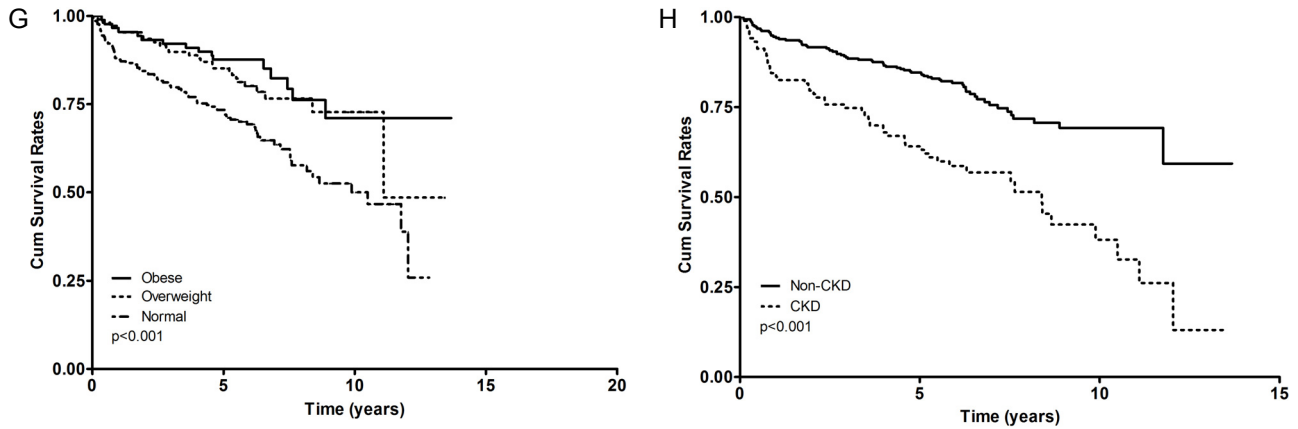 G
1.00
0.75
0.50
0.25
0.00
Cum Survival Rates
Obese
Overweight
Normal
p<0.001
0 5 10 15 20
Time (years)
H
1.00
0.75
0.50
0.25
0.00
Cum Survival Rates
Non-CKD
CKD
p<0.001
0 5 10 15
Time (years)